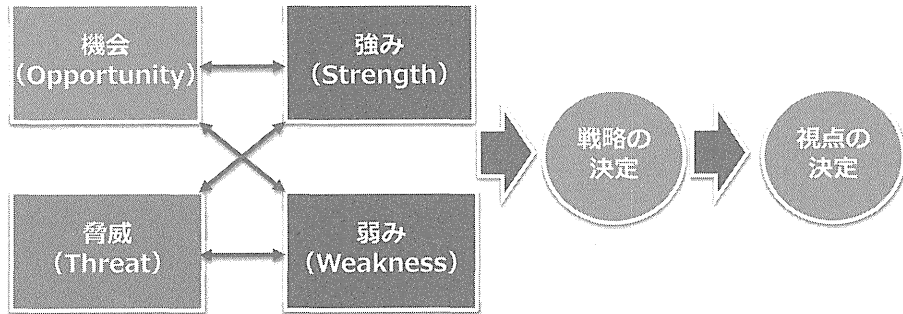 機会
（Opportunity）
強み
（Strength）
脅威
（Threat）
弱み
（Weakness）
戦略の
決定
視点の
決定